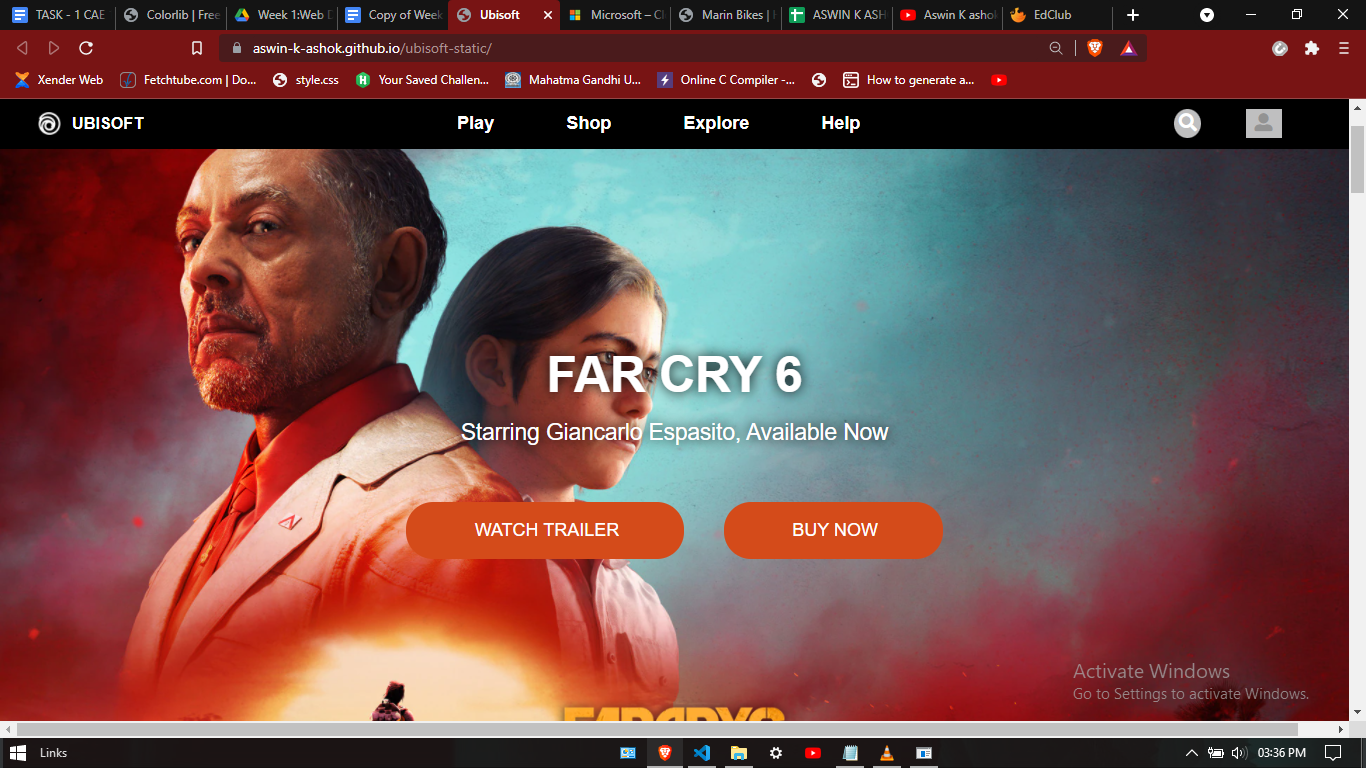 TASK - 1 CAE
Colorlib | Free
Week 1:Web D
Copy of Week
Ubisoft
Microsoft – Cl
Marin Bikes |
ASWIN K ASH
Aswin K ashok
EdClub
aswin-k-ashok.github.io/ubisoft-static/
Xender Web
Fetchtube.com | Do...
style.css
Your Saved Challen...
Mahatma Gandhi U...
Online C Compiler -...
How to generate a...
UBISOFT
Play
Shop
Explore
Help
FAR CRY 6
Starring Giancarlo Espasito, Available Now
WATCH TRAILER
BUY NOW
Activate Windows
Go to Settings to activate Windows.
Links
03:36 PM